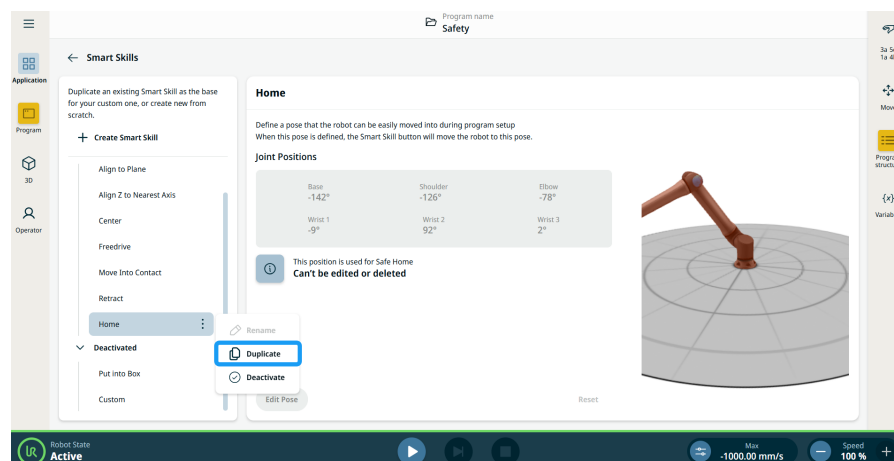 Program name
Safety
Smart Skills
Application
Program
3D
Operator
Duplicate an existing Smart Skill as the base
for your custom one, or create new from
scratch.
Create Smart Skill
Align to Plane
Align Z to Nearest Axis
Center
Freedrive
Move Into Contact
Retract
Home
Deactivated
Put into Box
Custom
Rename
Duplicate
Deactivate
Home
Define a pose that the robot can be easily moved into during program setup
When this pose is defined, the Smart Skill button will move the robot to this pose.
Joint Positions
Base
-142°
Shoulder
-126°
Elbow
-78°
Wrist 1
-9°
Wrist 2
92°
Wrist 3
2°
This position is used for Safe Home
Can't be edited or deleted
Edit Pose
Reset
Move
{x}
UR
Robot State
Active
Max
-1000.00 mm/s
Speed
100 %